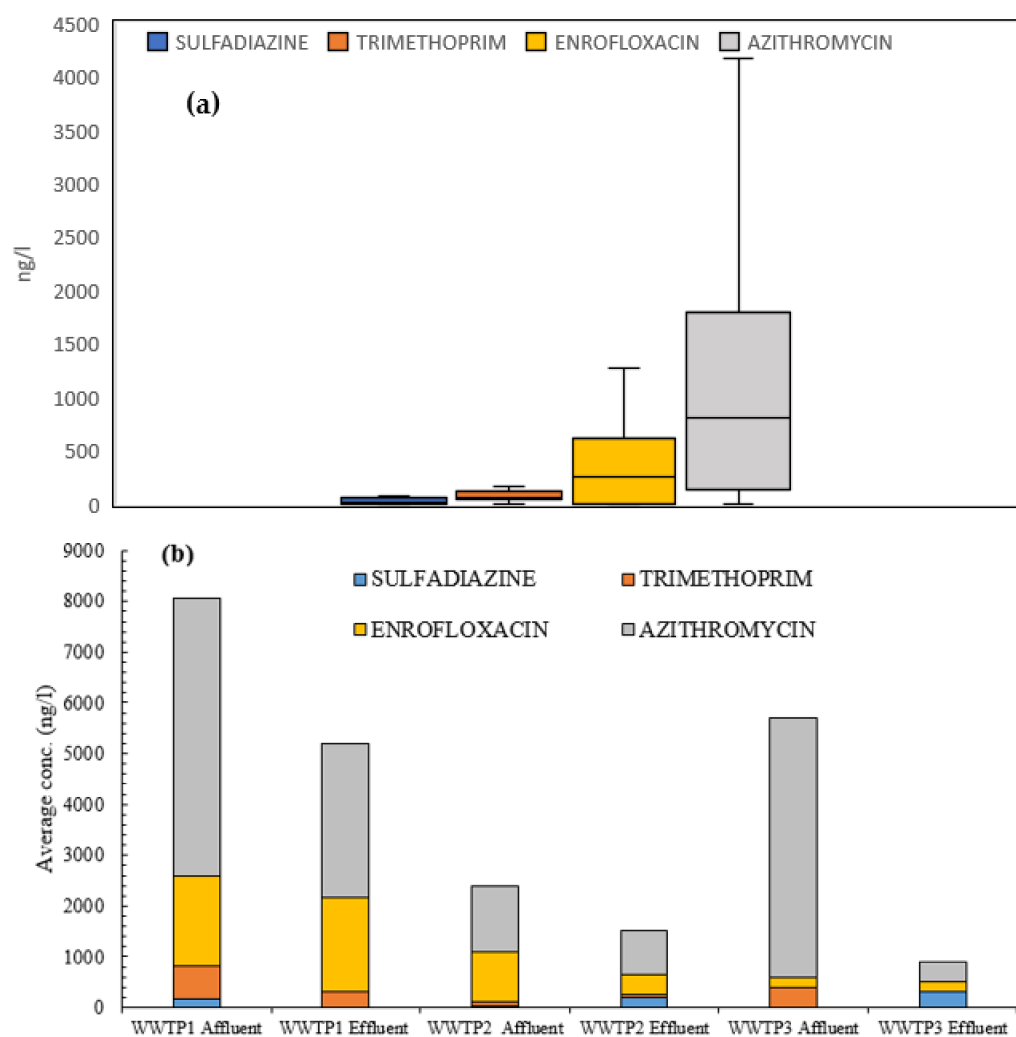 4500
SULFADIAZINE TRIMETHOPRIM ENROFLOXACIN AZITHROMYCIN
4000
(a)
3500
3000
2500
ng/l
2000
1500
1000
500
0
(b)
9000
SULFADIAZINE TRIMETHOPRIM
8000
ENROFLOXACIN AZITHROMYCIN
7000
6000
5000
Average conc. (ng/l)
4000
3000
2000
1000
0
WWTP1 Affluent WWTP1 Effluent WWTP2 Affluent WWTP2 Effluent WWTP3 Affluent WWTP3 Effluent